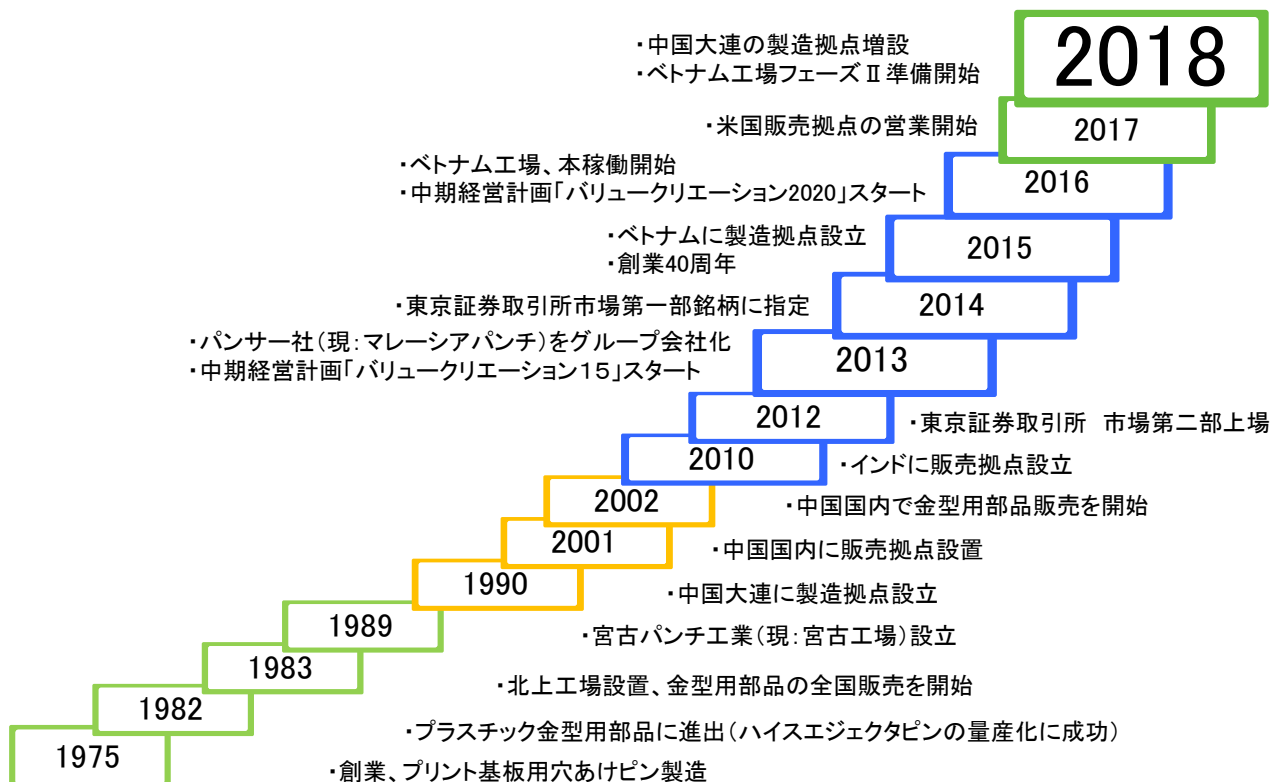 ・中国大連の製造拠点増設
・ベトナム工場フェーズⅡ準備開始
2018
・米国販売拠点の営業開始
2017
・ベトナム工場、本稼働開始
・中期経営計画「バリュークリエーション2020」スタート
2016
・ベトナムに製造拠点設立
・創業40周年
2015
・東京証券取引所市場第一部銘柄に指定
2014
・パンサー社(現:マレーシアパンチ)をグループ会社化
・中期経営計画「バリュークリエーション15」スタート
2013
2012
・東京証券取引所 市場第二部上場
2010
・インドに販売拠点設立
2002
・中国国内で金型用部品販売を開始
2001
・中国国内に販売拠点設置
1990
・中国大連に製造拠点設立
1989
・宮古パンチ工業(現:宮古工場)設立
1983
・北上工場設置、金型用部品の全国販売を開始
1982
・プラスチック金型用部品に進出(ハイスエジェクタピンの量産化に成功)
1975
・創業、プリント基板用穴あけピン製造